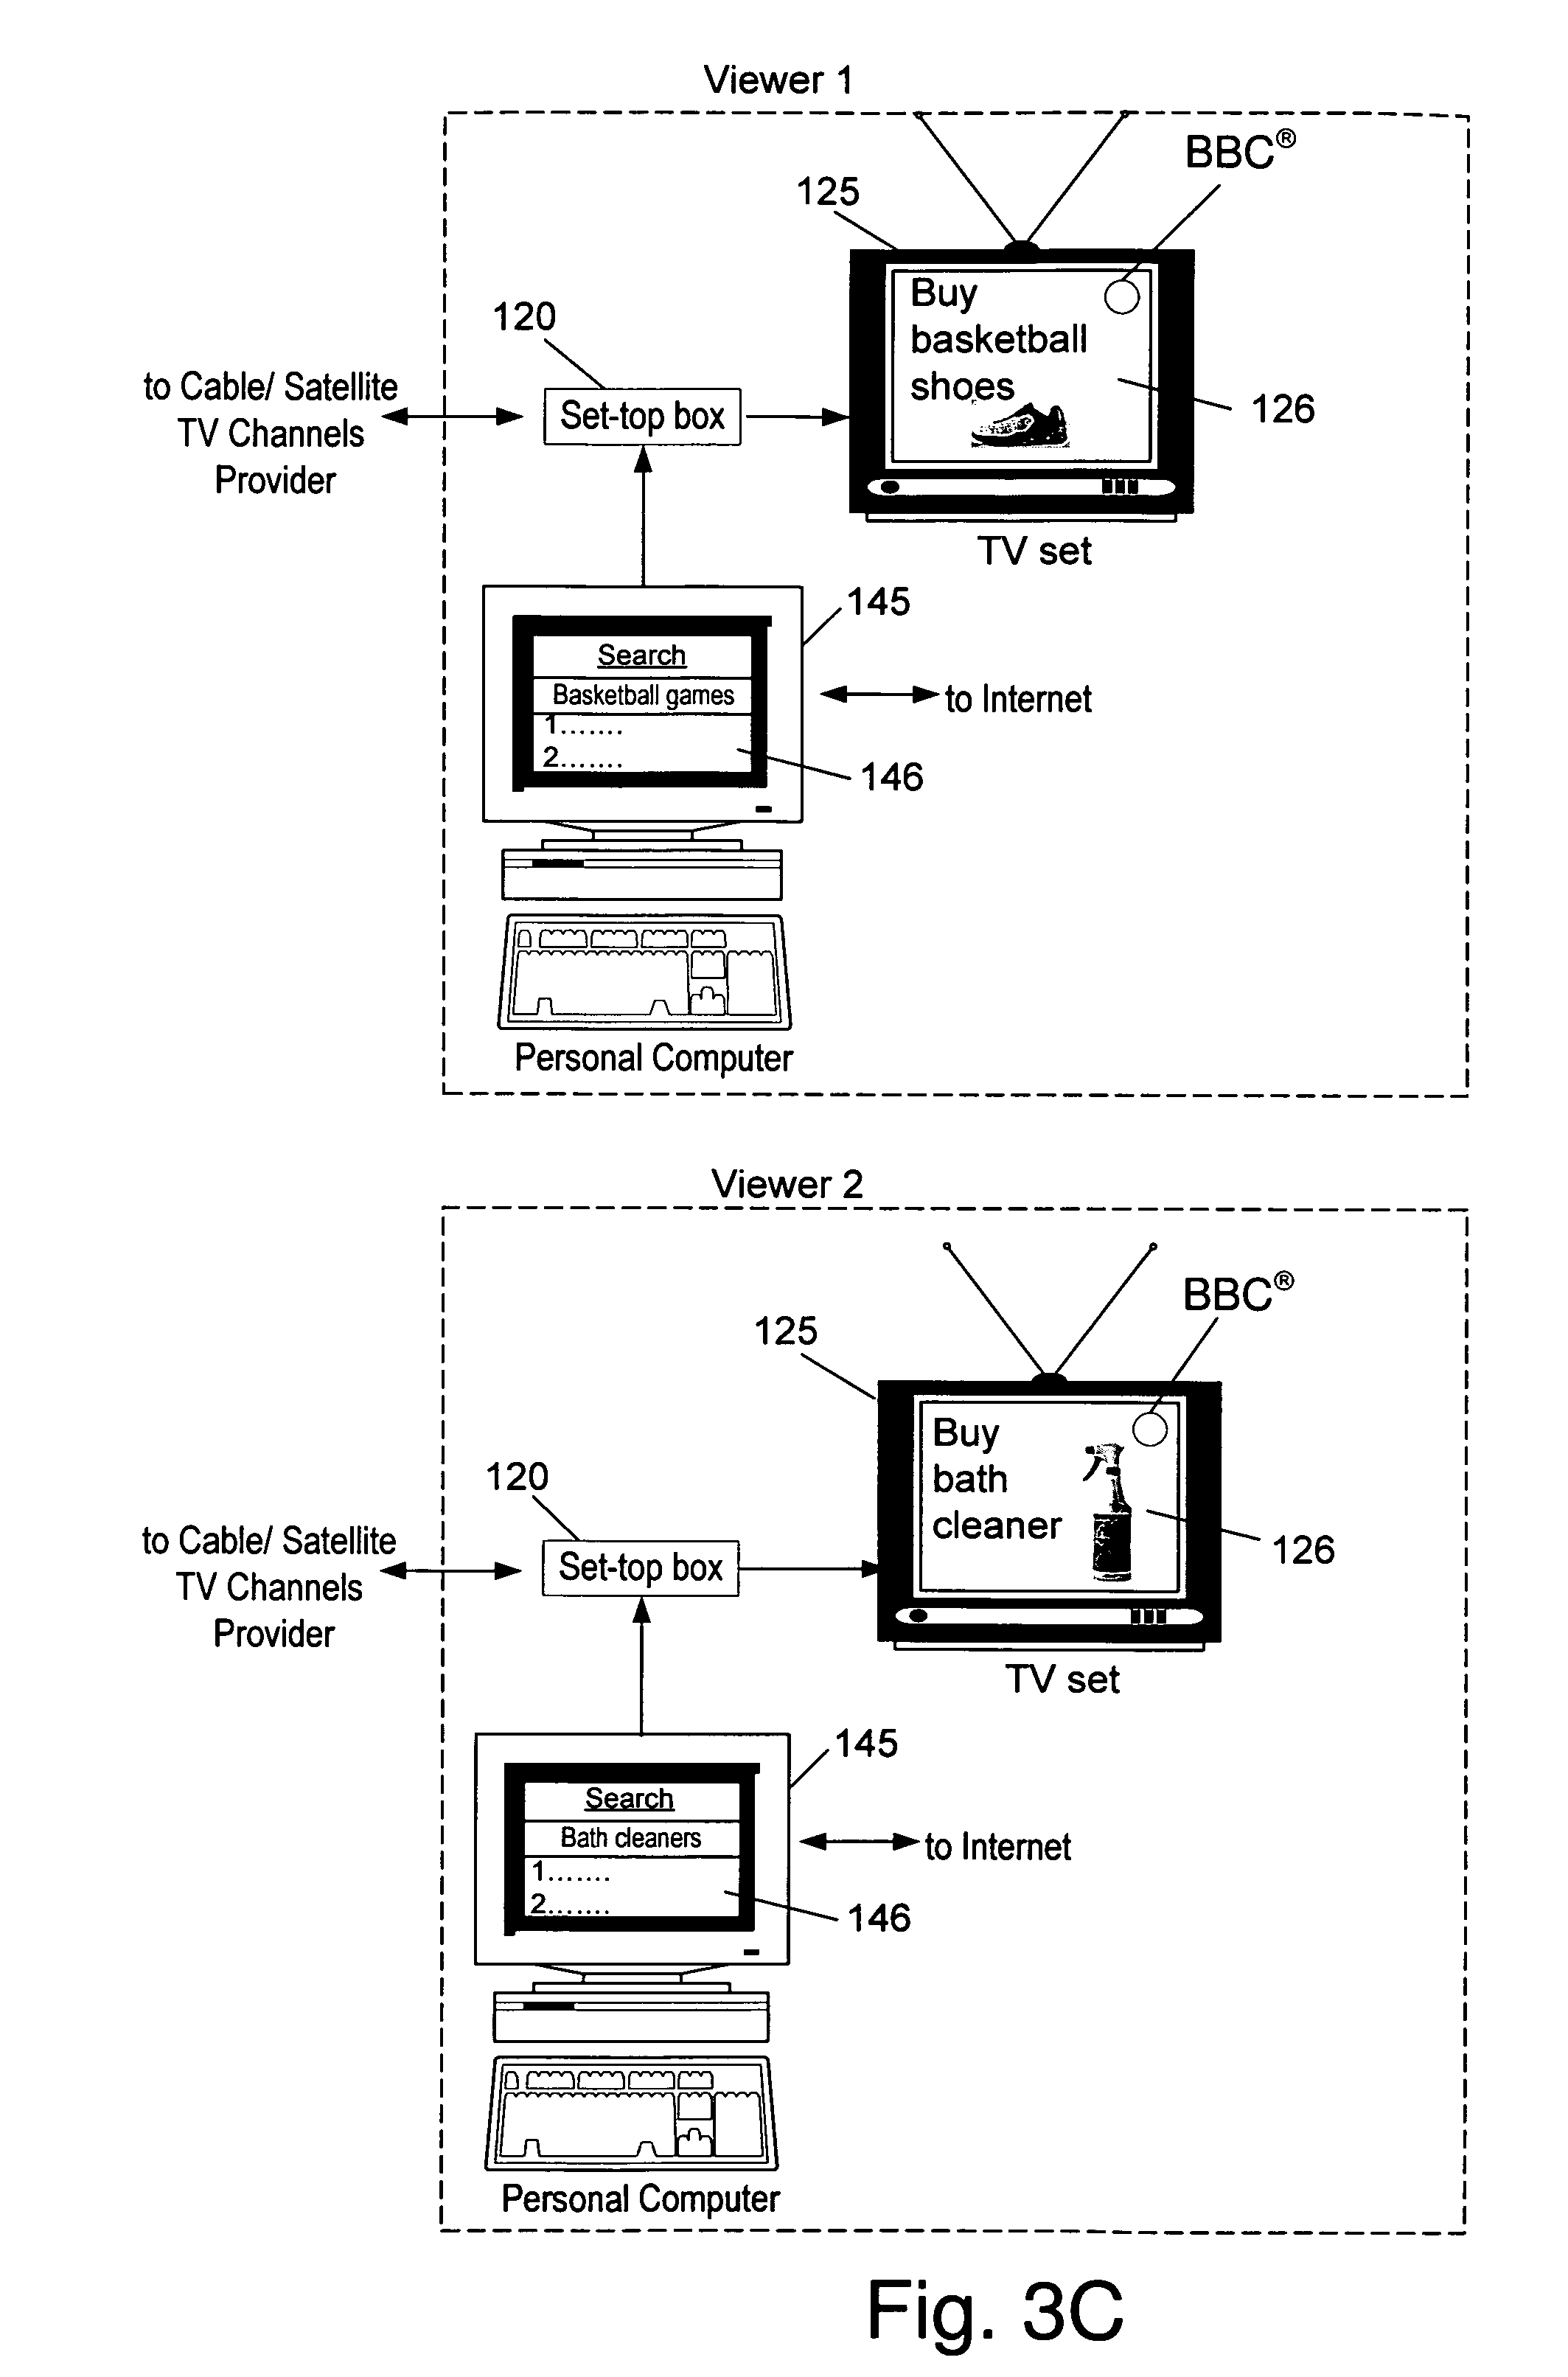 Viewer 1
BBC®
125
Buy
basketball
shoes
120
to Cable/ Satellite
TV Channels
Provider
Set-top box
126
TV set
145
Search
Basketball games
1.......
2.......
to Internet
146
Personal Computer
Viewer 2
BBC®
125
Buy
bath
cleaner
120
to Cable/ Satellite
TV Channels
Provider
Set-top box
126
TV set
145
Search
Bath cleaners
1.......
2.......
to Internet
146
Personal Computer
Fig. 3C